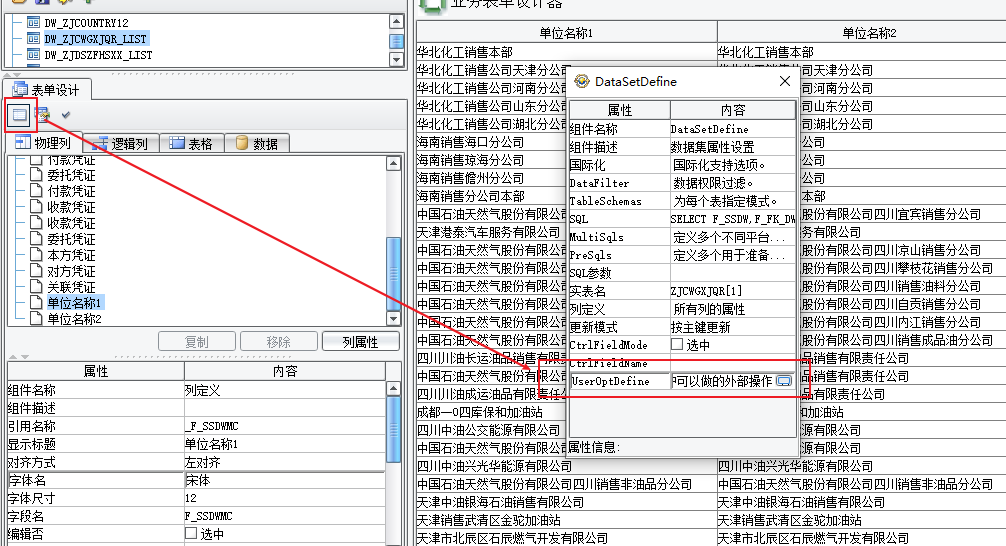 业务表单设计器
DW_ZJCOUNTRY12
DW_ZJCWGXJQR_LIST
DW_ZJDSZFHSXX_LIST
表单设计
物理列
逻辑列
表格
数据
付款凭证
委托凭证
付款凭证
收款凭证
收款凭证
委托凭证
本方凭证
对方凭证
关联凭证
单位名称1
单位名称2
复制
移除
列属性
属性
内容
组件名称
列定义
组件描述
引用名称
_F_SSDWMC
显示标题
单位名称1
对齐方式
左对齐
字体名
宋体
字体尺寸
12
字段名
F_SSDWMC
编辑否
选中
单位名称1
单位名称2
华北化工销售本部
华北化工销售本部
华北化工销售公司天津分公司
公司天津分公司
华北化工销售公司河南分公司
公司河南分公司
华北化工销售公司山东分公司
公司山东分公司
华北化工销售公司湖北分公司
公司湖北分公司
海南销售海口分公司
公司
海南销售琼海分公司
公司
海南销售儋州分公司
公司
海南销售分公司本部
本部
中国石油天然气股份有限公司
股份有限公司四川宜宾销售分公司
天津港泰汽车服务有限公司
务有限公司
中国石油天然气股份有限公司
股份有限公司四川凉山销售分公司
中国石油天然气股份有限公司
股份有限公司四川攀枝花销售分公司
中国石油天然气股份有限公司
股份有限公司四川销售油料分公司
中国石油天然气股份有限公司
股份有限公司四川自贡销售分公司
中国石油天然气股份有限公司
股份有限公司四川内江销售分公司
中国石油天然气股份有限公司
股份有限公司四川销售成品油分公司
四川川油长运油品销售有限责
品销售有限责任公司
中国石油天然气股份有限公司
股份有限公司
四川川油成运油品有限责任公
品有限责任公司
成都一0四库保和加油站
和加油站
四川中油公交能源有限公司
源有限公司
中国石油天然气股份有限公司
股份有限公司
四川中油兴光华能源有限公司
四川中油兴光华能源有限公司
中国石油天然气股份有限公司四川销售非油品分公司
中国石油天然气股份有限公司四川销售非油品分公司
天津中油银海石油销售有限公司
天津中油银海石油销售有限公司
天津销售武清区金驼加油站
天津销售武清区金驼加油站
天津市北辰区石辰燃气开发有限公司
天津市北辰区石辰燃气开发有限公司
DataSetDefine
属性
内容
组件名称
DataSetDefine
组件描述
数据集属性设置
国际化
国际化支持选项。
DataFilter
数据权限过滤。
TableSchemas
为每个表指定模式。
SQL
SELECT F_SSDW,F_FK_DW
MultiSqls
定义多个不同平台...
PreSqls
定义多个用于准备...
SQL参数
实表名
ZJCWGXJQR[1]
列定义
所有列的属性
更新模式
按主键更新
CtrlFieldMode
选中
CtrlFieldName
UserOptDefine
中可以做的外部操作
属性信息: